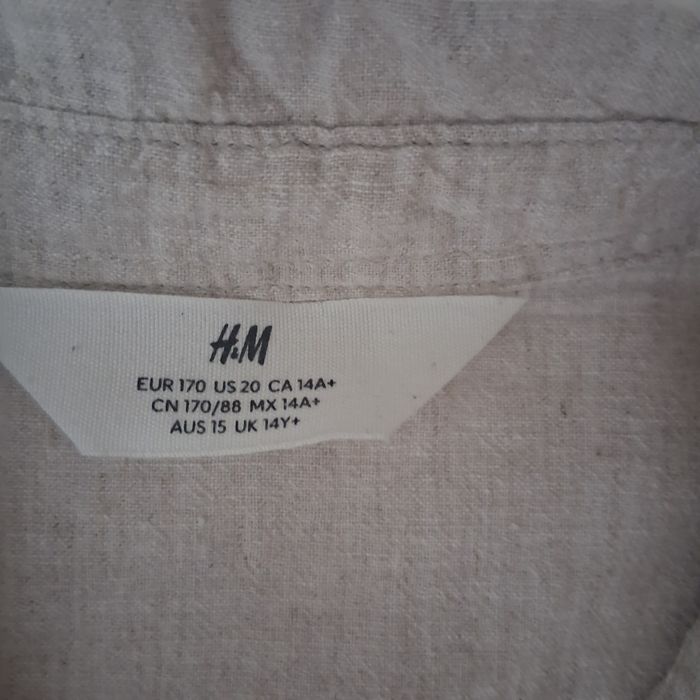 H&M
EUR 170 US 20 CA 14A+
CN 170/88 MX 14A+
AUS 15 UK 14Y+